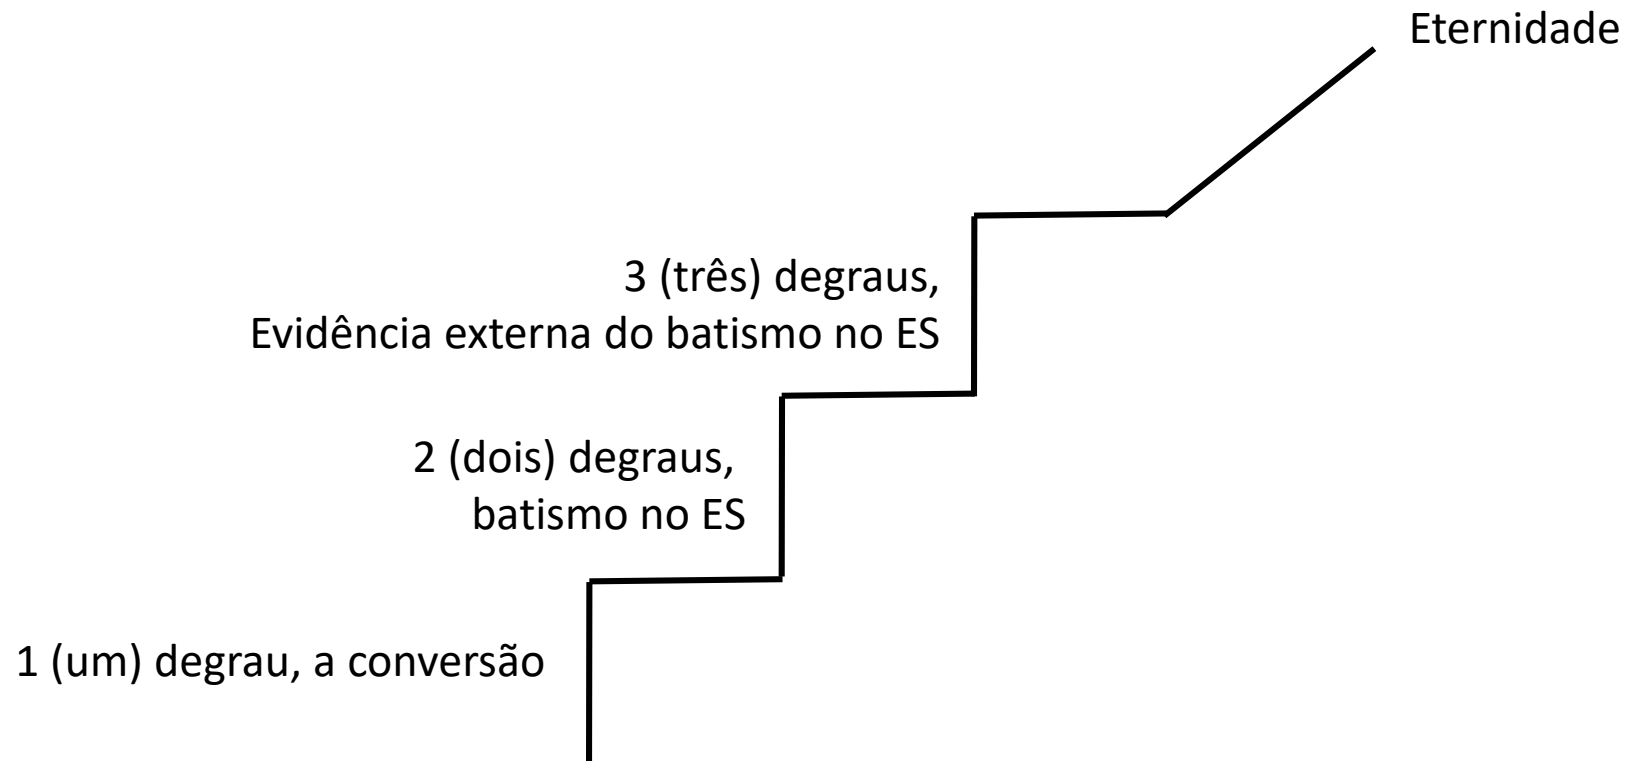 Eternidade
3 (três) degraus,
Evidência externa do batismo no ES
2 (dois) degraus,
batismo no ES
1 (um) degrau, a conversão